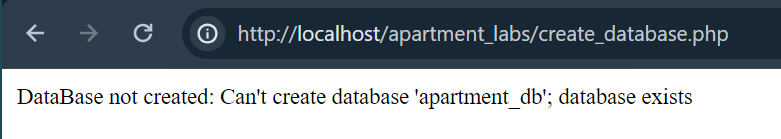 http://localhost/apartment_labs/create_database.php
DataBase not created: Can't create database 'apartment_db'; database exists